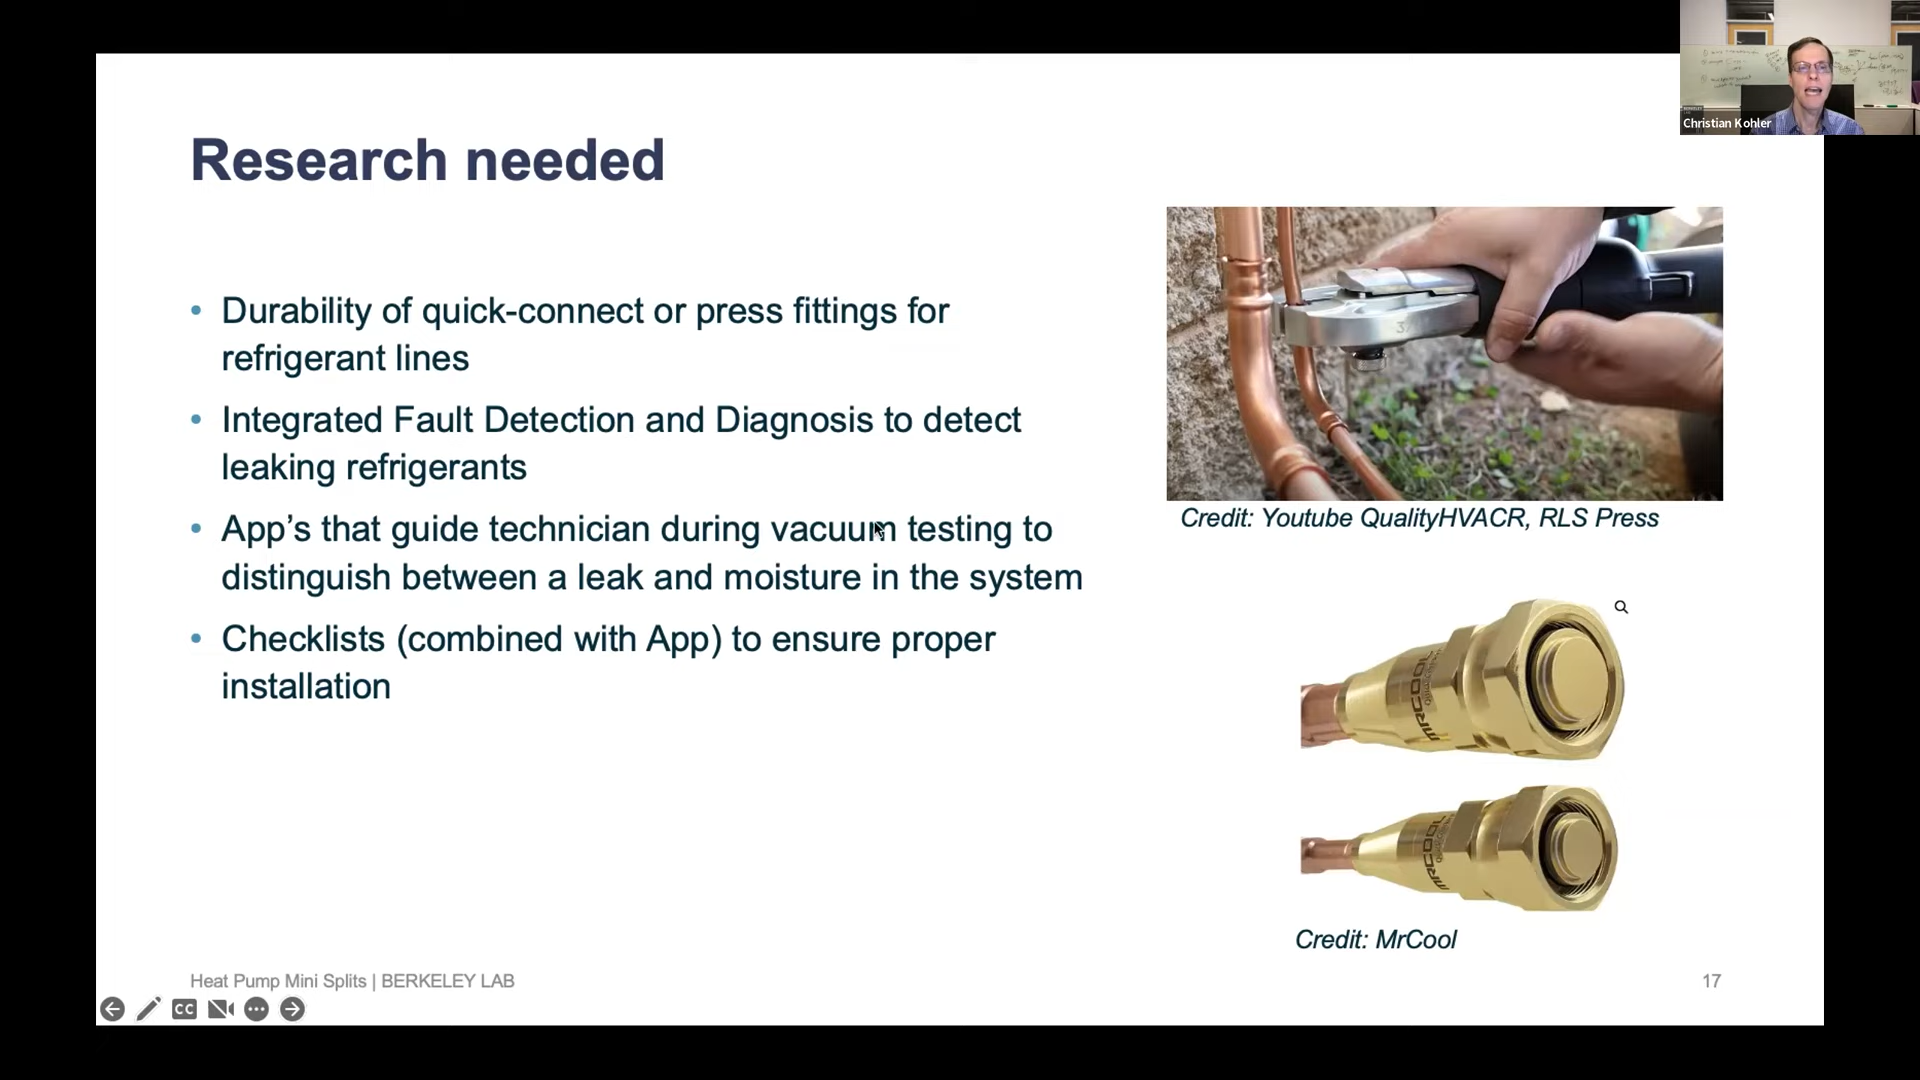 Christian Kohler
Research needed
• Durability of quick-connect or press fittings for
refrigerant lines
• Integrated Fault Detection and Diagnosis to detect
leaking refrigerants
• App’s that guide technician during vacuum testing to
distinguish between a leak and moisture in the system
• Checklists (combined with App) to ensure proper
installation
Credit: Youtube QualityHVACR, RLS Press
MRCOOL
MRCOOL
Credit: MrCool
Heat Pump Mini Splits | BERKELEY LAB
17
CC